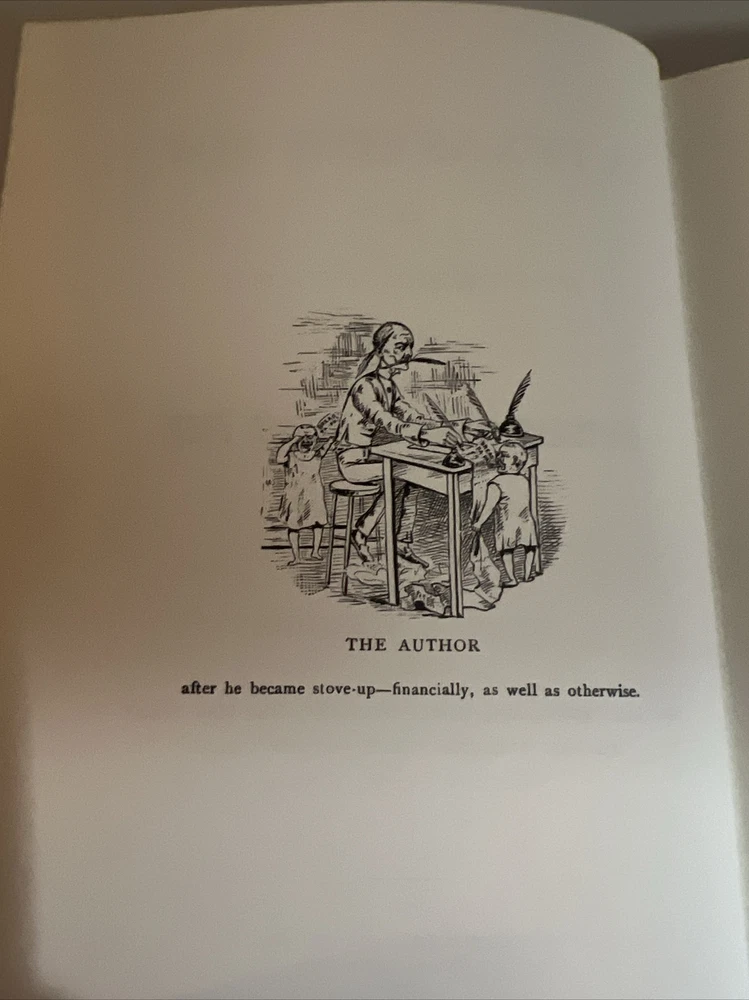 THE AUTHOR
after he became stove-up—financially, as well as otherwise.